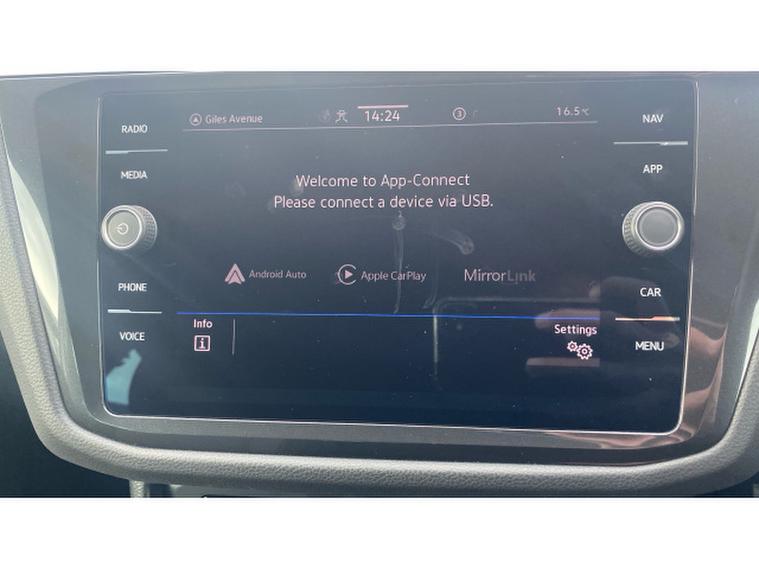 RADIO
MEDIA
PHONE
VOICE
Giles Avenue 14:24 3 16.5°C
Welcome to App-Connect
Please connect a device via USB.
Android Auto Apple CarPlay MirrorLink
Info Settings
i
NAV
APP
CAR
MENU